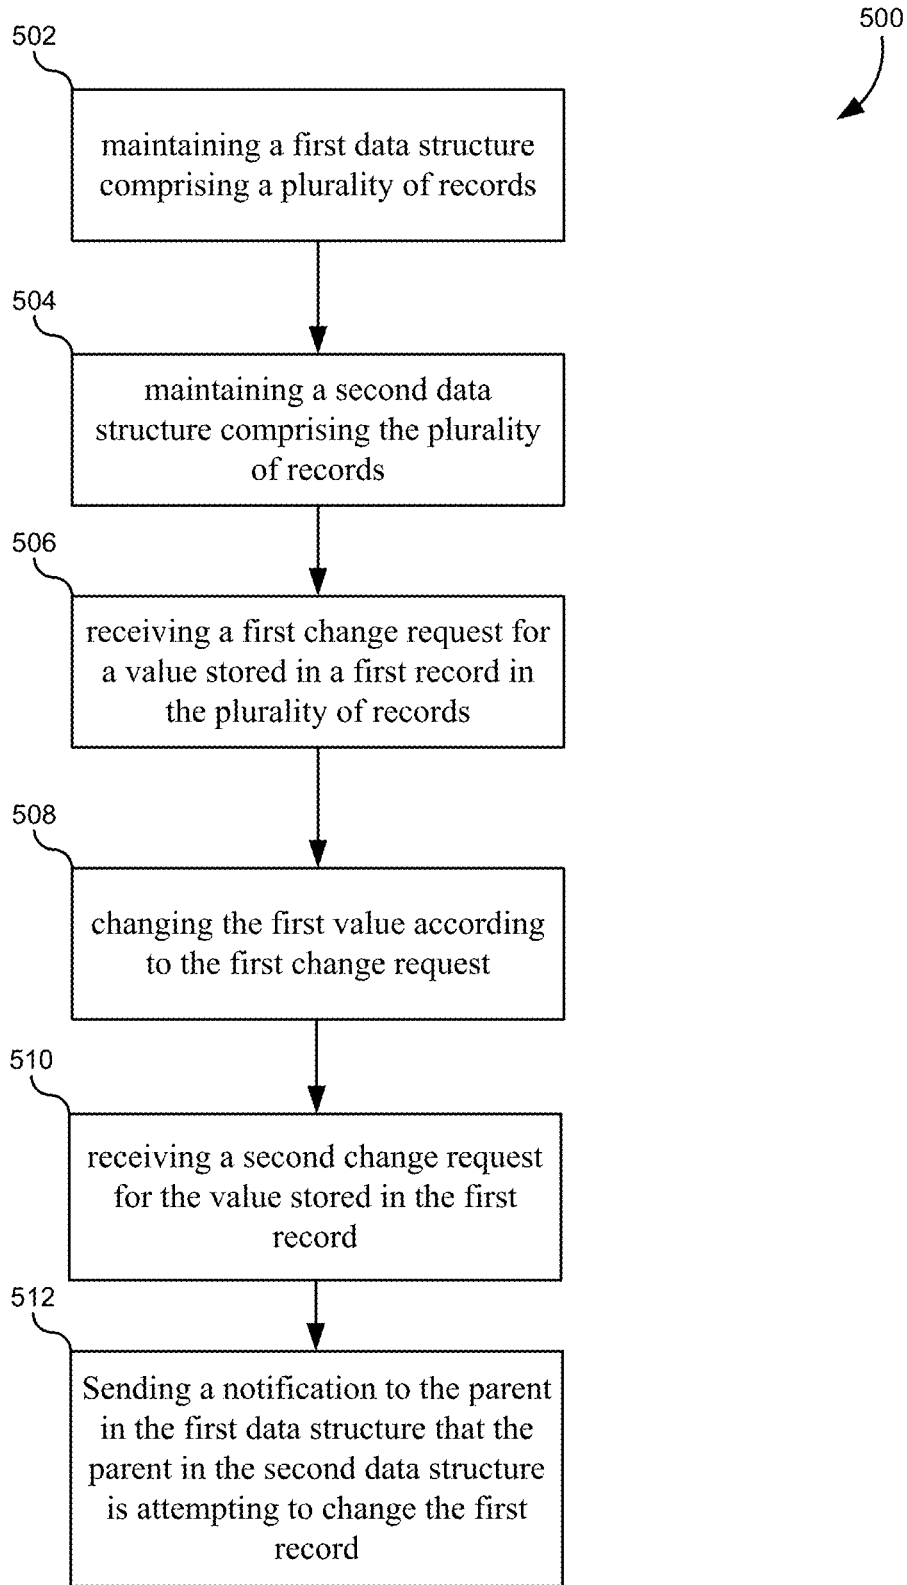 500
502
maintaining a first data structure
comprising a plurality of records
504
maintaining a second data
structure comprising the plurality
of records
506
receiving a first change request for
a value stored in a first record in
the plurality of records
508
changing the first value according
to the first change request
510
receiving a second change request
for the value stored in the first
record
512
Sending a notification to the parent
in the first data structure that the
parent in the second data structure
is attempting to change the first
record